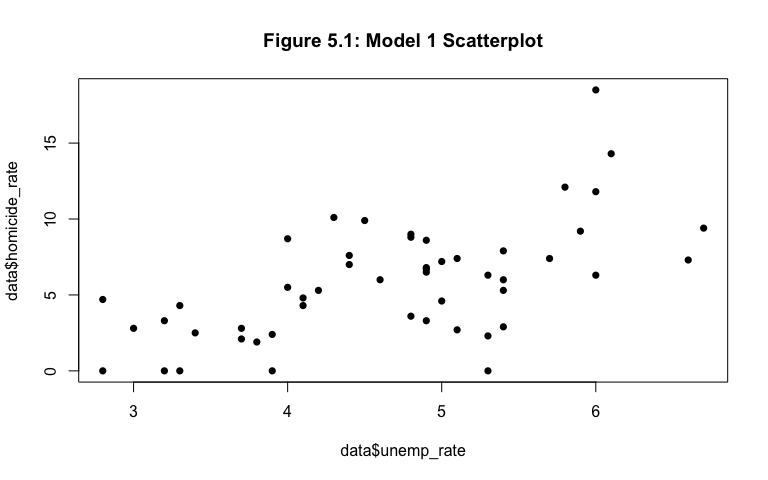 Figure 5.1: Model 1 Scatterplot
data$homicide_rate
15
10
5
0
3 4 5 6
data$unemp_rate